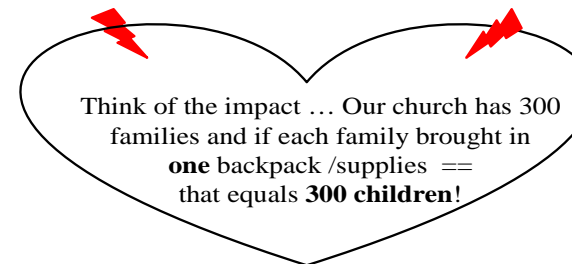 Think of the impact … Our church has 300
families and if each family brought in
one backpack /supplies ==
that equals 300 children!